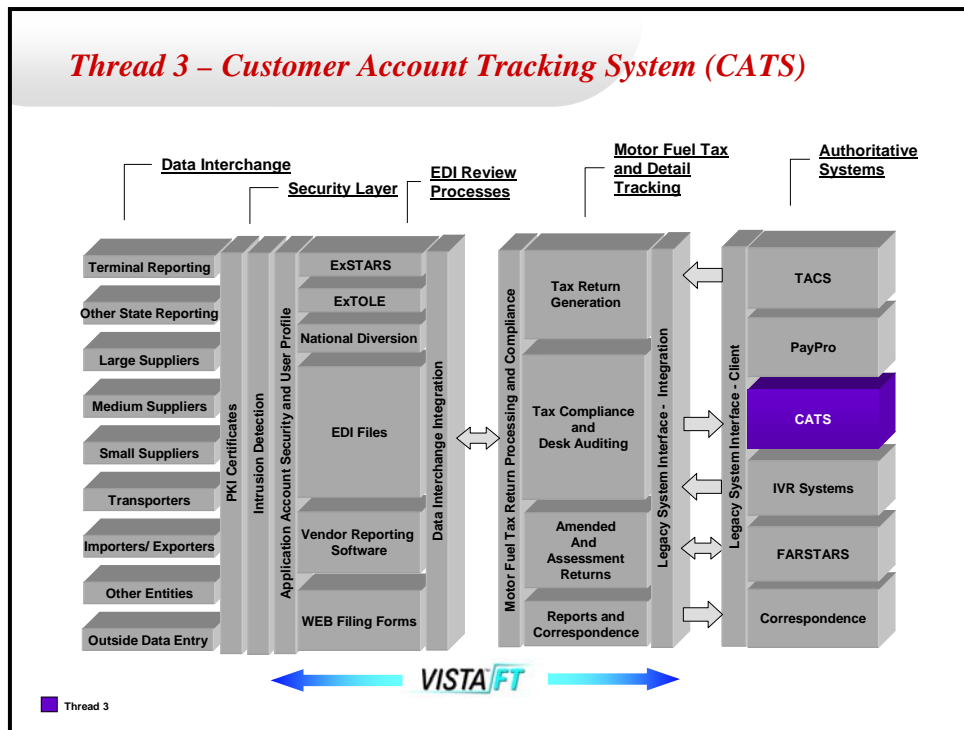 Thread 3 – Customer Account Tracking System (CATS)
Data Interchange
Security Layer
EDI Review
Processes
Motor Fuel Tax
and Detail
Tracking
Authoritative
Systems
Terminal Reporting
Other State Reporting
Large Suppliers
Medium Suppliers
Small Suppliers
Transporters
Importers/ Exporters
Other Entities
Outside Data Entry
PKI Certificates
Intrusion Detection
Application Account Security and User Profile
ExSTARS
ExTOLE
National Diversion
EDI Files
Vendor Reporting
Software
WEB Filing Forms
Data Interchange Integration
Motor Fuel Tax Return Processing and Compliance
Tax Return
Generation
Tax Compliance
and
Desk Auditing
Amended
And
Assessment
Returns
Reports and
Correspondence
Legacy System Interface - Integration
Legacy System Interface - Client
TACS
PayPro
CATS
IVR Systems
FARSTARS
Correspondence
VISTA/FT
Thread 3